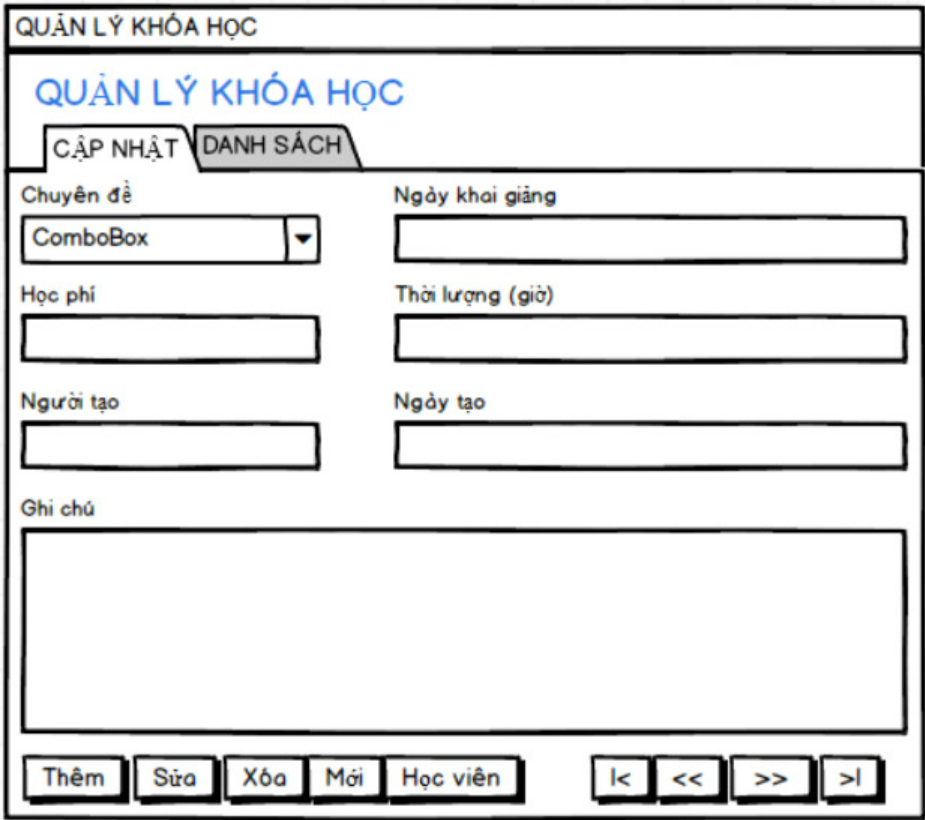 QUẢN LÝ KHÓA HỌC
QUẢN LÝ KHÓA HỌC
CẬP NHẬT DANH SÁCH
Chuyên đề Ngày khai giảng
ComboBox
Học phí Thời lượng (giờ)
Người tạo Ngày tạo
Ghi chú
Thêm Sửa Xóa Mới Học viên |< << >> >|